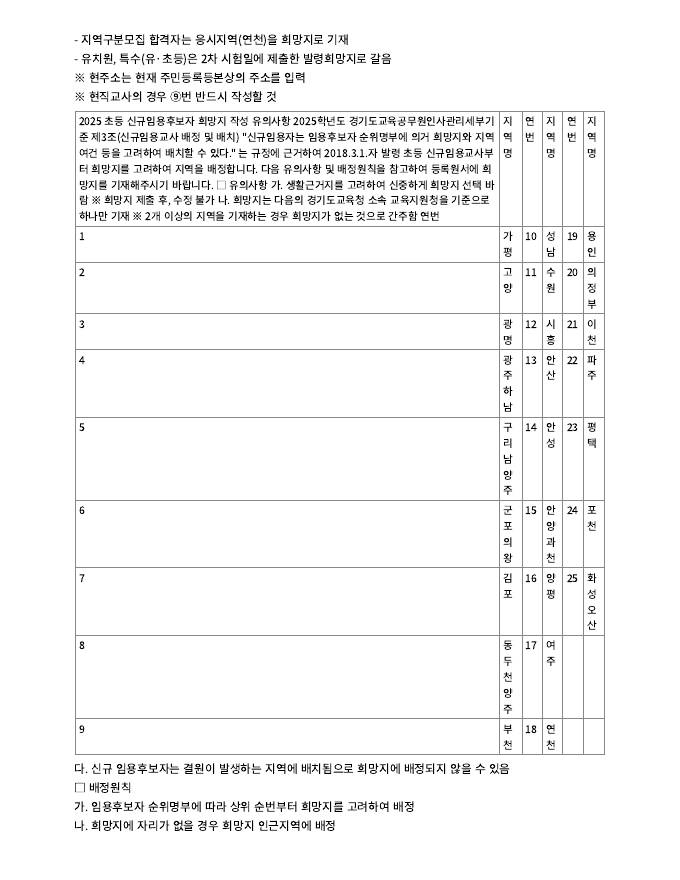 - 지역구분모집 합격자는 응시지역(연천)을 희망지로 기재
- 유치원, 특수(유·초등)은 2차 시험일에 제출한 발령희망지로 갈음
※ 현주소는 현재 주민등록등본상의 주소를 입력
※ 현직교사의 경우 ⑨번 반드시 작성할 것
2025 초등 신규임용후보자 희망지 작성 유의사항 2025학년도 경기도교육공무원인사관리세부기
준 제3조(신규임용교사 배정 및 배치) "신규임용자는 임용후보자 순위명부에 의거 희망지와 지역
여건 등을 고려하여 배치할 수 있다." 는 규정에 근거하여 2018.3.1.자 발령 초등 신규임용교사부
터 희망지를 고려하여 지역을 배정합니다. 다음 유의사항 및 배정원칙을 참고하여 등록원서에 희
망지를 기재해주시기 바랍니다. □ 유의사항 가. 생활근거지를 고려하여 신중하게 희망지 선택 바
람 ※ 희망지 제출 후, 수정 불가 나. 희망지는 다음의 경기도교육청 소속 교육지원청을 기준으로
하나만 기재 ※ 2개 이상의 지역을 기재하는 경우 희망지가 없는 것으로 간주함 연번
지역명 연번 지역명 연번 지역명
1 가평 10 성남 19 용인
2 고양 11 수원 20 의정부
3 광명 12 시흥 21 이천
4 광주하남 13 안산 22 파주
5 구리남양주 14 안성 23 평택
6 군포의왕 15 안양과천 24 포천
7 김포 16 양평 25 화성오산
8 동두천양주 17 여주
9 부천 18 연천
다. 신규 임용후보자는 결원이 발생하는 지역에 배치됨으로 희망지에 배정되지 않을 수 있음
□ 배정원칙
가. 임용후보자 순위명부에 따라 상위 순번부터 희망지를 고려하여 배정
나. 희망지에 자리가 없을 경우 희망지 인근지역에 배정